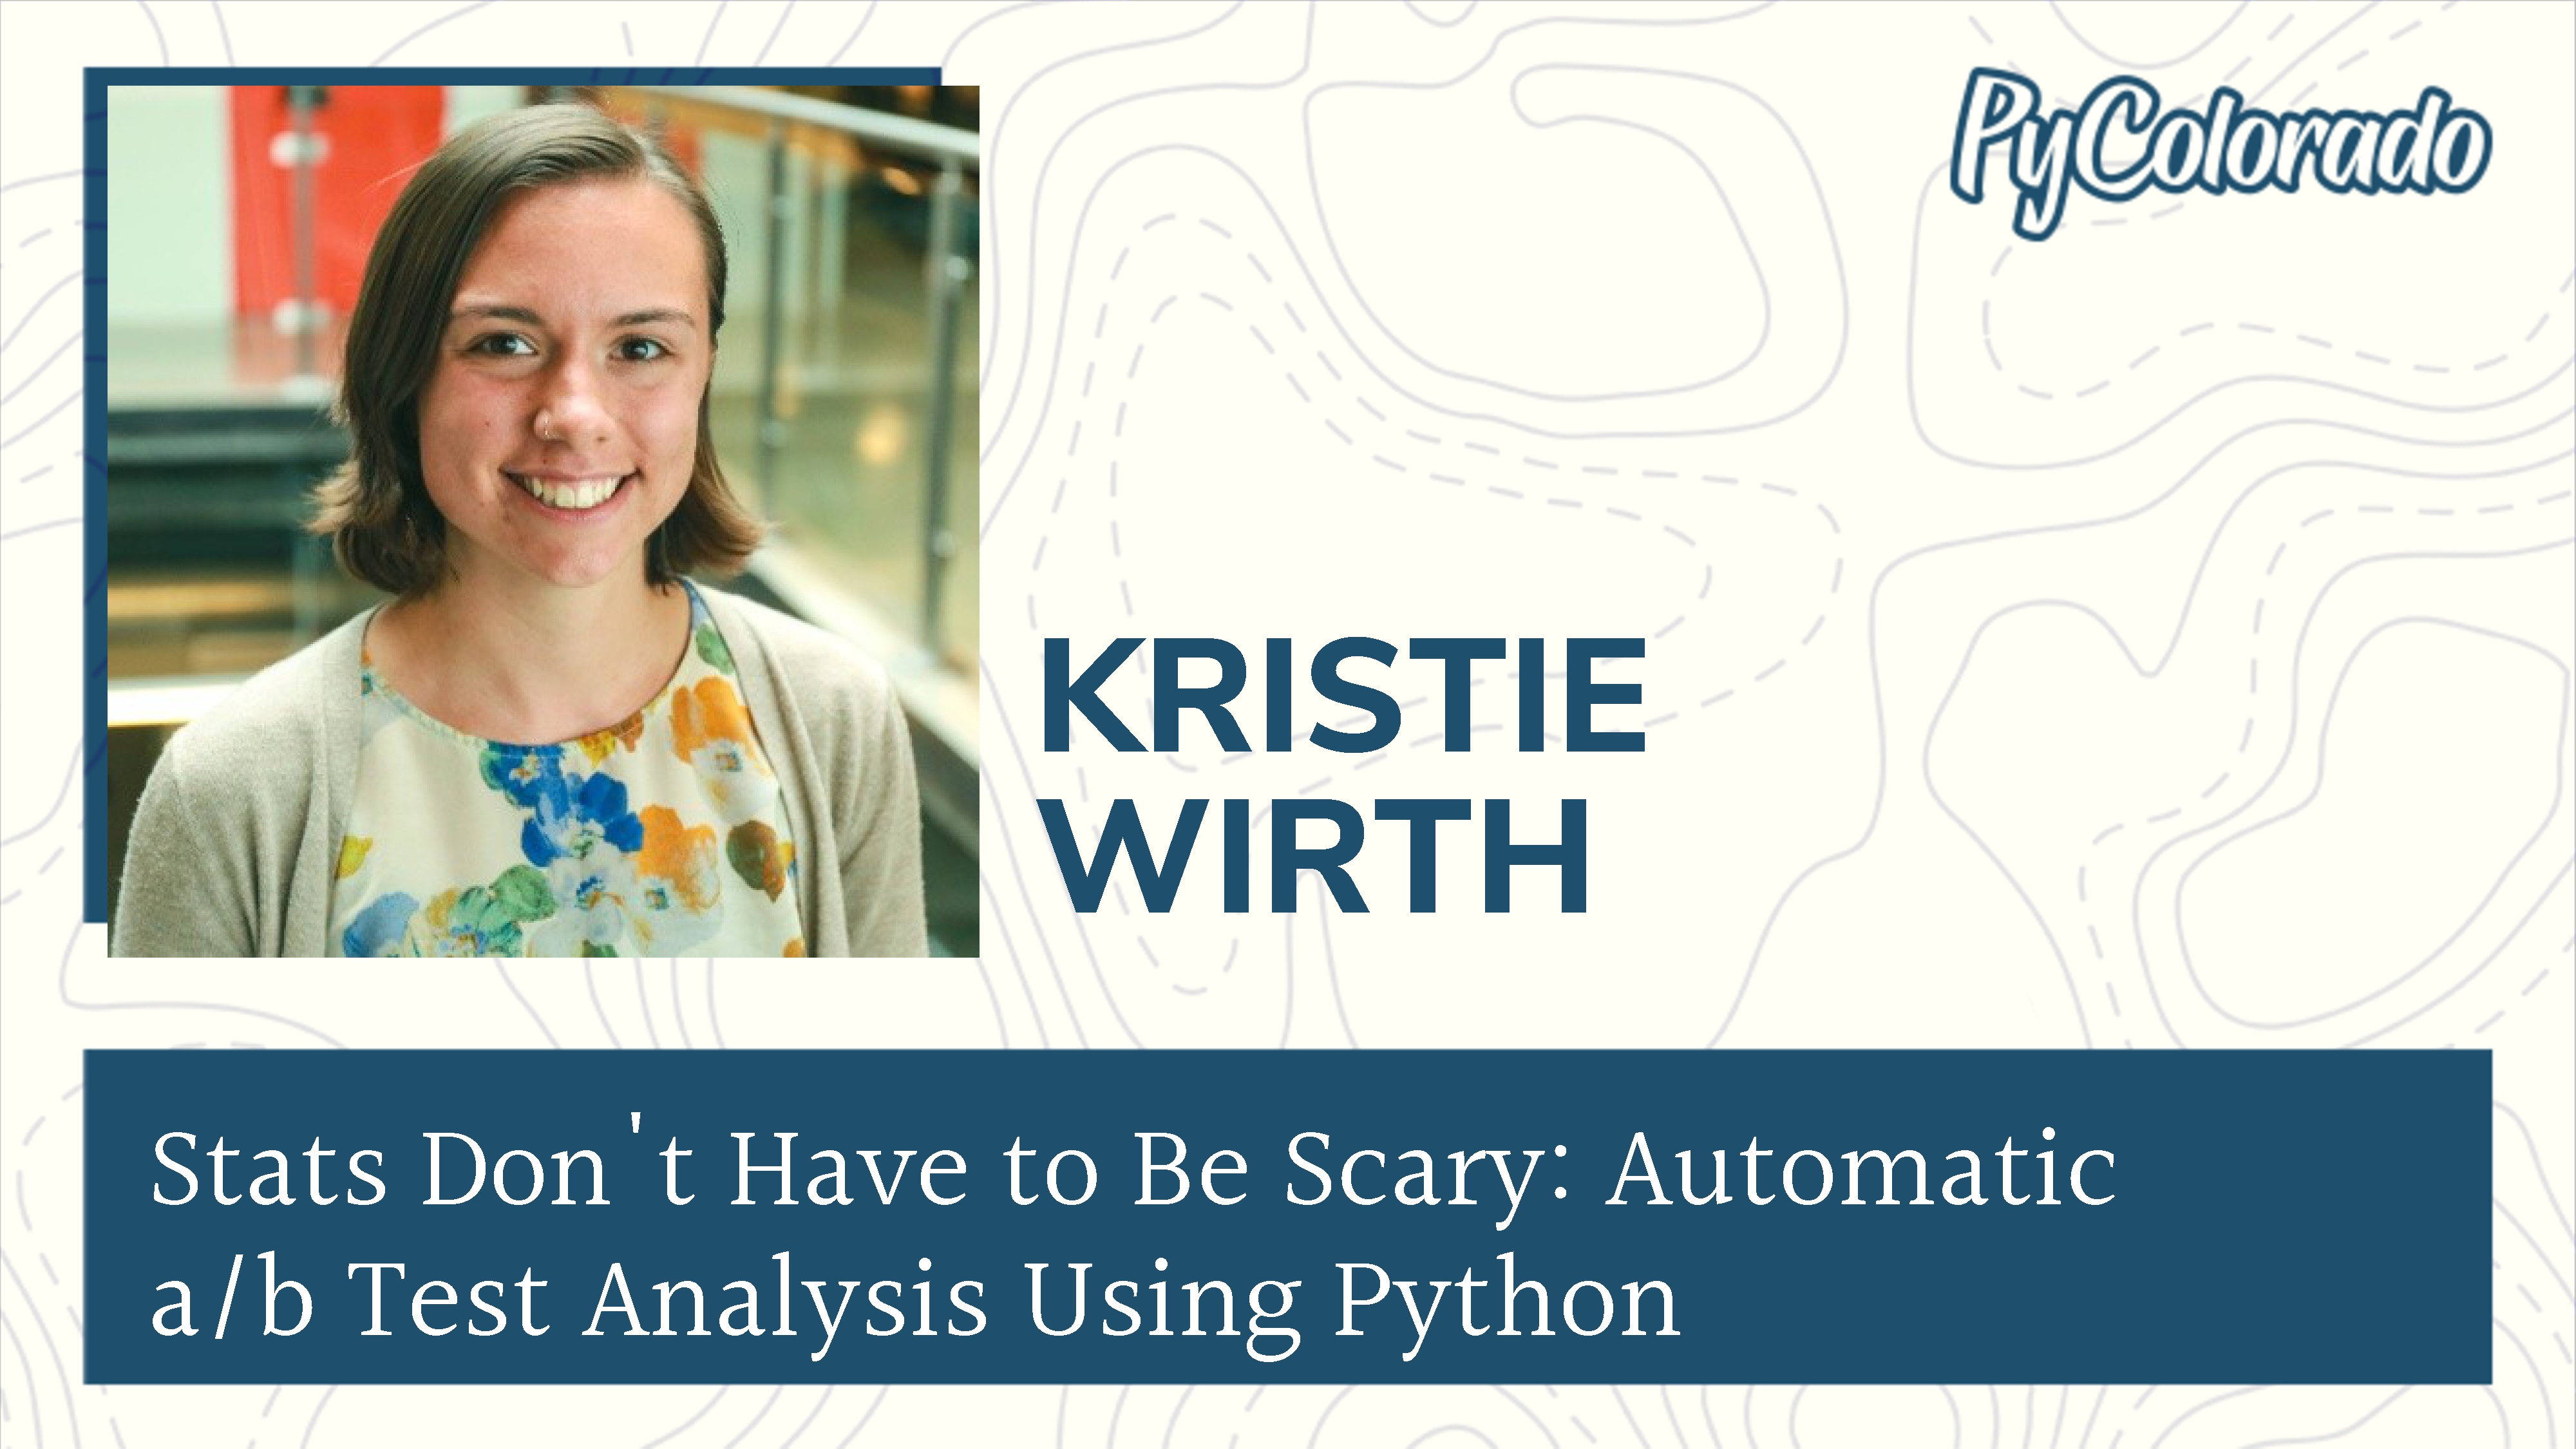 PyColorado
KRISTIE
WIRTH
Stats Don't Have to Be Scary: Automatic
a/b Test Analysis Using Python